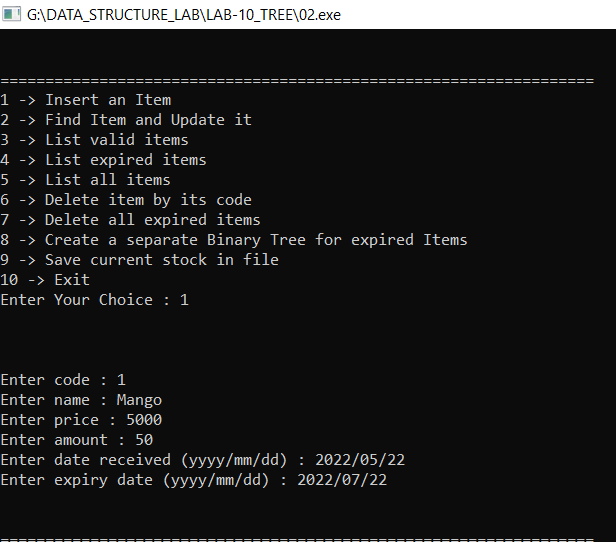 G:\DATA_STRUCTURE_LAB\LAB-10_TREE\02.exe
==================================================================
1 -> Insert an Item
2 -> Find Item and Update it
3 -> List valid items
4 -> List expired items
5 -> List all items
6 -> Delete item by its code
7 -> Delete all expired items
8 -> Create a separate Binary Tree for expired Items
9 -> Save current stock in file
10 -> Exit
Enter Your Choice : 1
Enter code : 1
Enter name : Mango
Enter price : 5000
Enter amount : 50
Enter date received (yyyy/mm/dd) : 2022/05/22
Enter expiry date (yyyy/mm/dd) : 2022/07/22
==================================================================